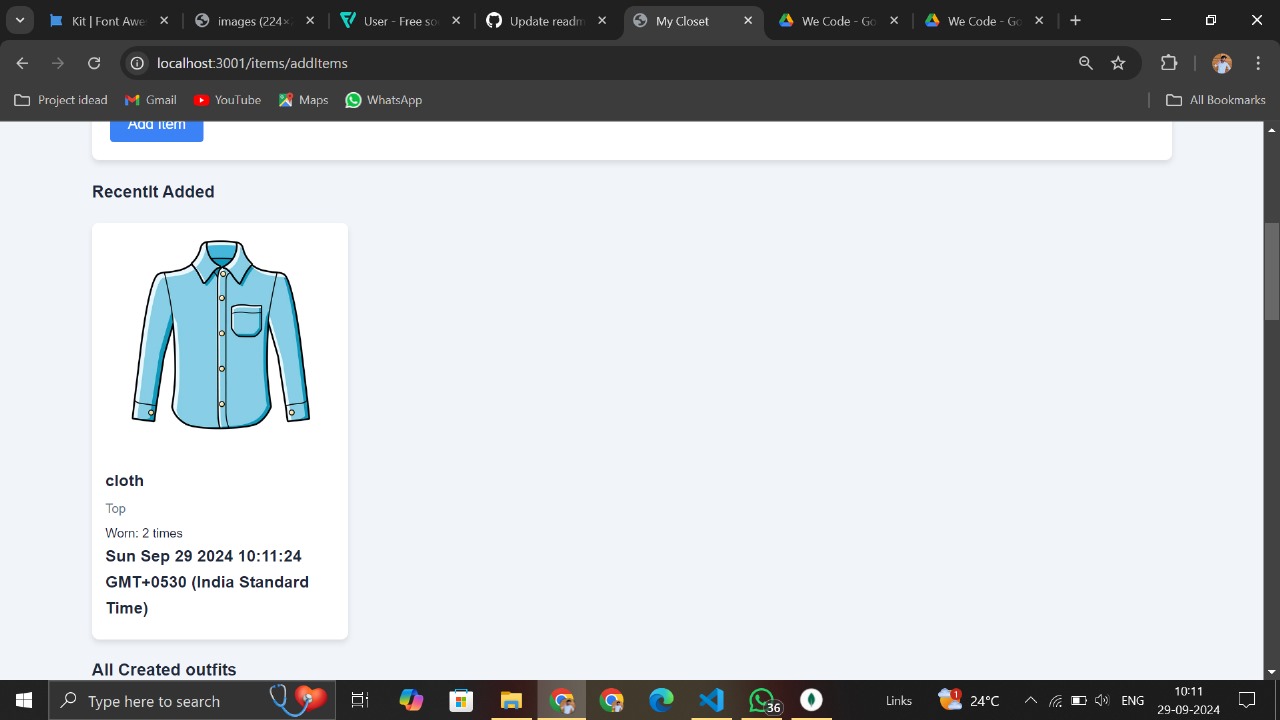 Kit | Font Awes
images (224×2
User - Free so
Update readm
My Closet
We Code - Go
We Code - Go
localhost:3001/items/addItems
Project idead
Gmail
YouTube
Maps
WhatsApp
All Bookmarks
Add Item
Recentlt Added
cloth
Top
Worn: 2 times
Sun Sep 29 2024 10:11:24
GMT+0530 (India Standard
Time)
All Created outfits
Type here to search
36
Links
1
24°C
ENG
10:11
29-09-2024